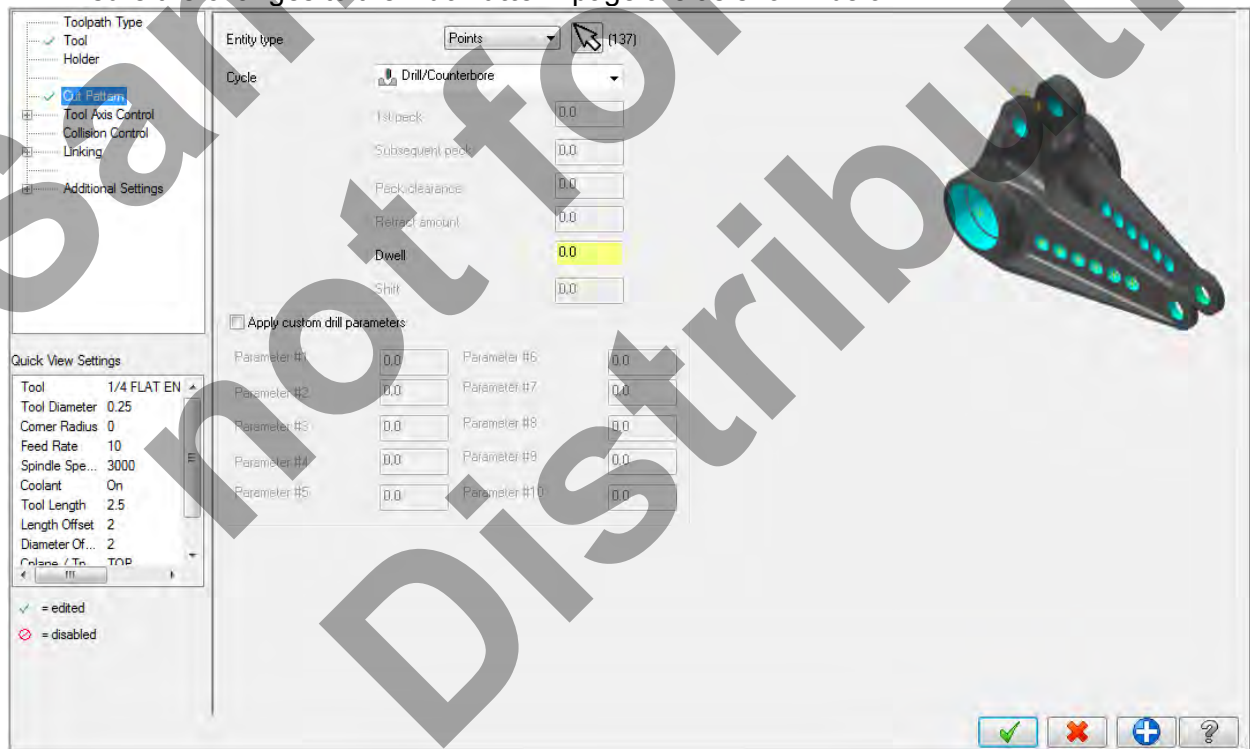 Toolpath Type
Tool
Holder
Cut Pattern
Tool Axis Control
Collision Control
Linking
Additional Settings
Quick View Settings
Tool 1/4 FLAT EN
Tool Diameter 0.25
Corner Radius 0
Feed Rate 10
Spindle Spe... 3000
Coolant On
Tool Length 2.5
Length Offset 2
Diameter Of... 2
Cplane / Tp TOP
= edited
= disabled
Entity type Points (137)
Cycle Drill/Counterbore
1st peck 0.0
Subsequent peck 0.0
Peck clearance 0.0
Retract amount 0.0
Dwell 0.0
Shift 0.0
Apply custom drill parameters
Parameter #1 0.0 Parameter #6 0.0
Parameter #2 0.0 Parameter #7 0.0
Parameter #3 0.0 Parameter #8 0.0
Parameter #4 0.0 Parameter #9 0.0
Parameter #5 0.0 Parameter #10 0.0
not for
Distribution